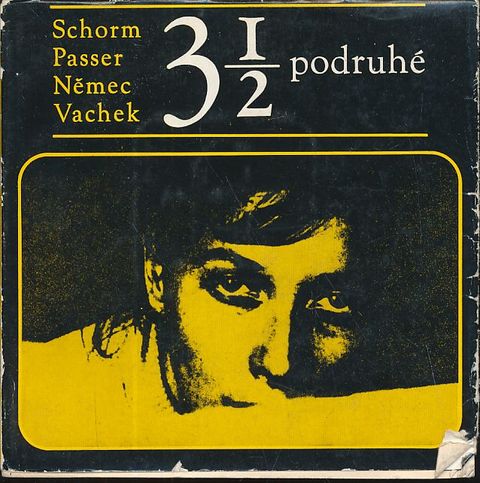 Schorm
Passer
Němec
Vachek
3 1/2 podruhé